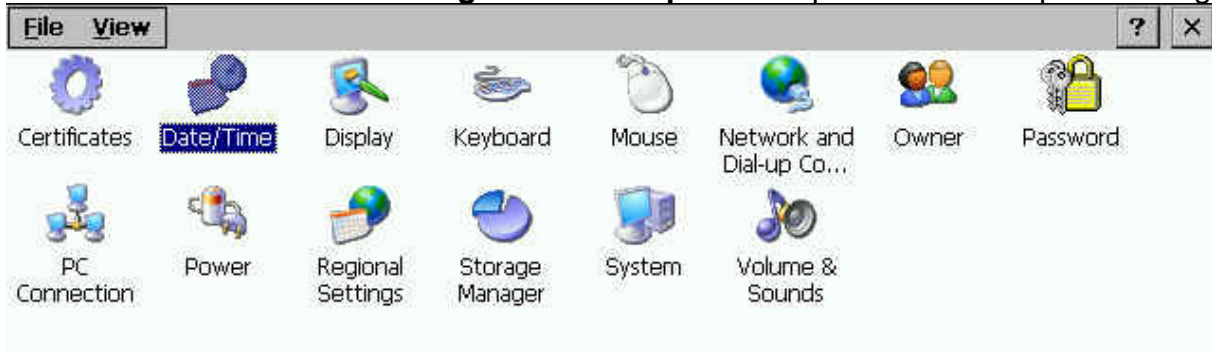 File View ? ×
Certificates Date/Time Display Keyboard Mouse Network and Dial-up Co... Owner Password
PC Connection Power Regional Settings Storage Manager System Volume & Sounds